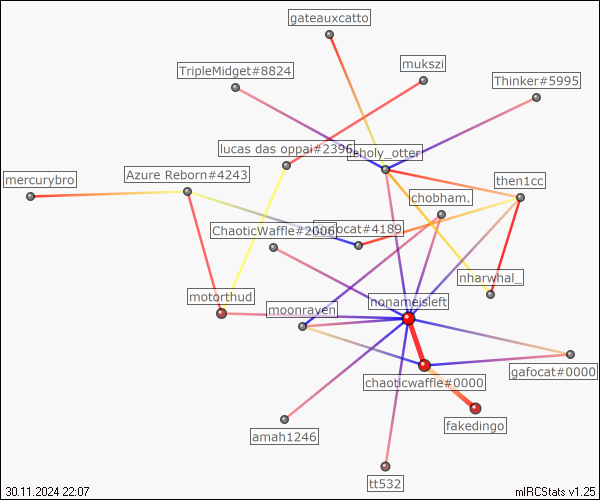 gateauxcatto
mukszi
TripleMidget#8824
Thinker#5995
lucas das oppai#2396
eholy_otter
Azure Reborn#4243
mercurybro
then1cc
chobham.
ChaoticWaffle#2006
focat#4189
nharwhal_
motorthud
nonameisleft
moonraven
gafocat#0000
chaoticwaffle#0000
fakedingo
amah1246
tt532
30.11.2024 22:07
mIRCStats v1.25